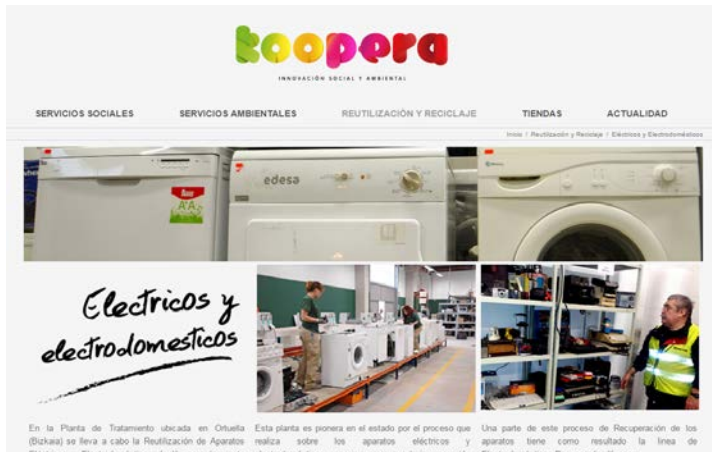 koopera
INNOVACIÓN SOCIAL Y AMBIENTAL
SERVICIOS SOCIALES SERVICIOS AMBIENTALES REUTILIZACIÓN Y RECICLAJE TIENDAS ACTUALIDAD
Inicio / Reutilización y Reciclaje / Eléctricos y Electrodomésticos
edesa
Electricos y
electrodomesticos
En la Planta de Tratamiento ubicada en Ortuella
(Bizkaia) se lleva a cabo la Reutilización de Aparatos
Esta planta es pionera en el estado por el proceso que
realiza sobre los aparatos eléctricos y
Una parte de este proceso de Recuperación de los
aparatos tiene como resultado la linea de